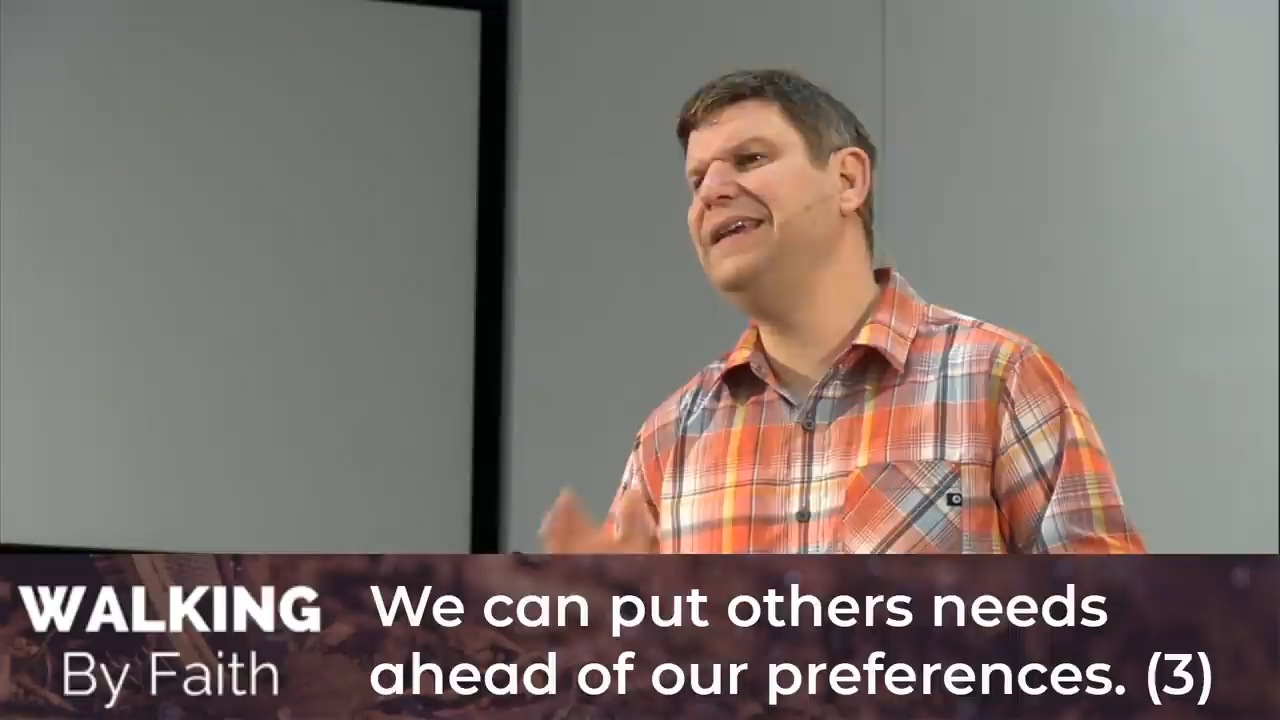 WALKING
By Faith
We can put others needs
ahead of our preferences. (3)